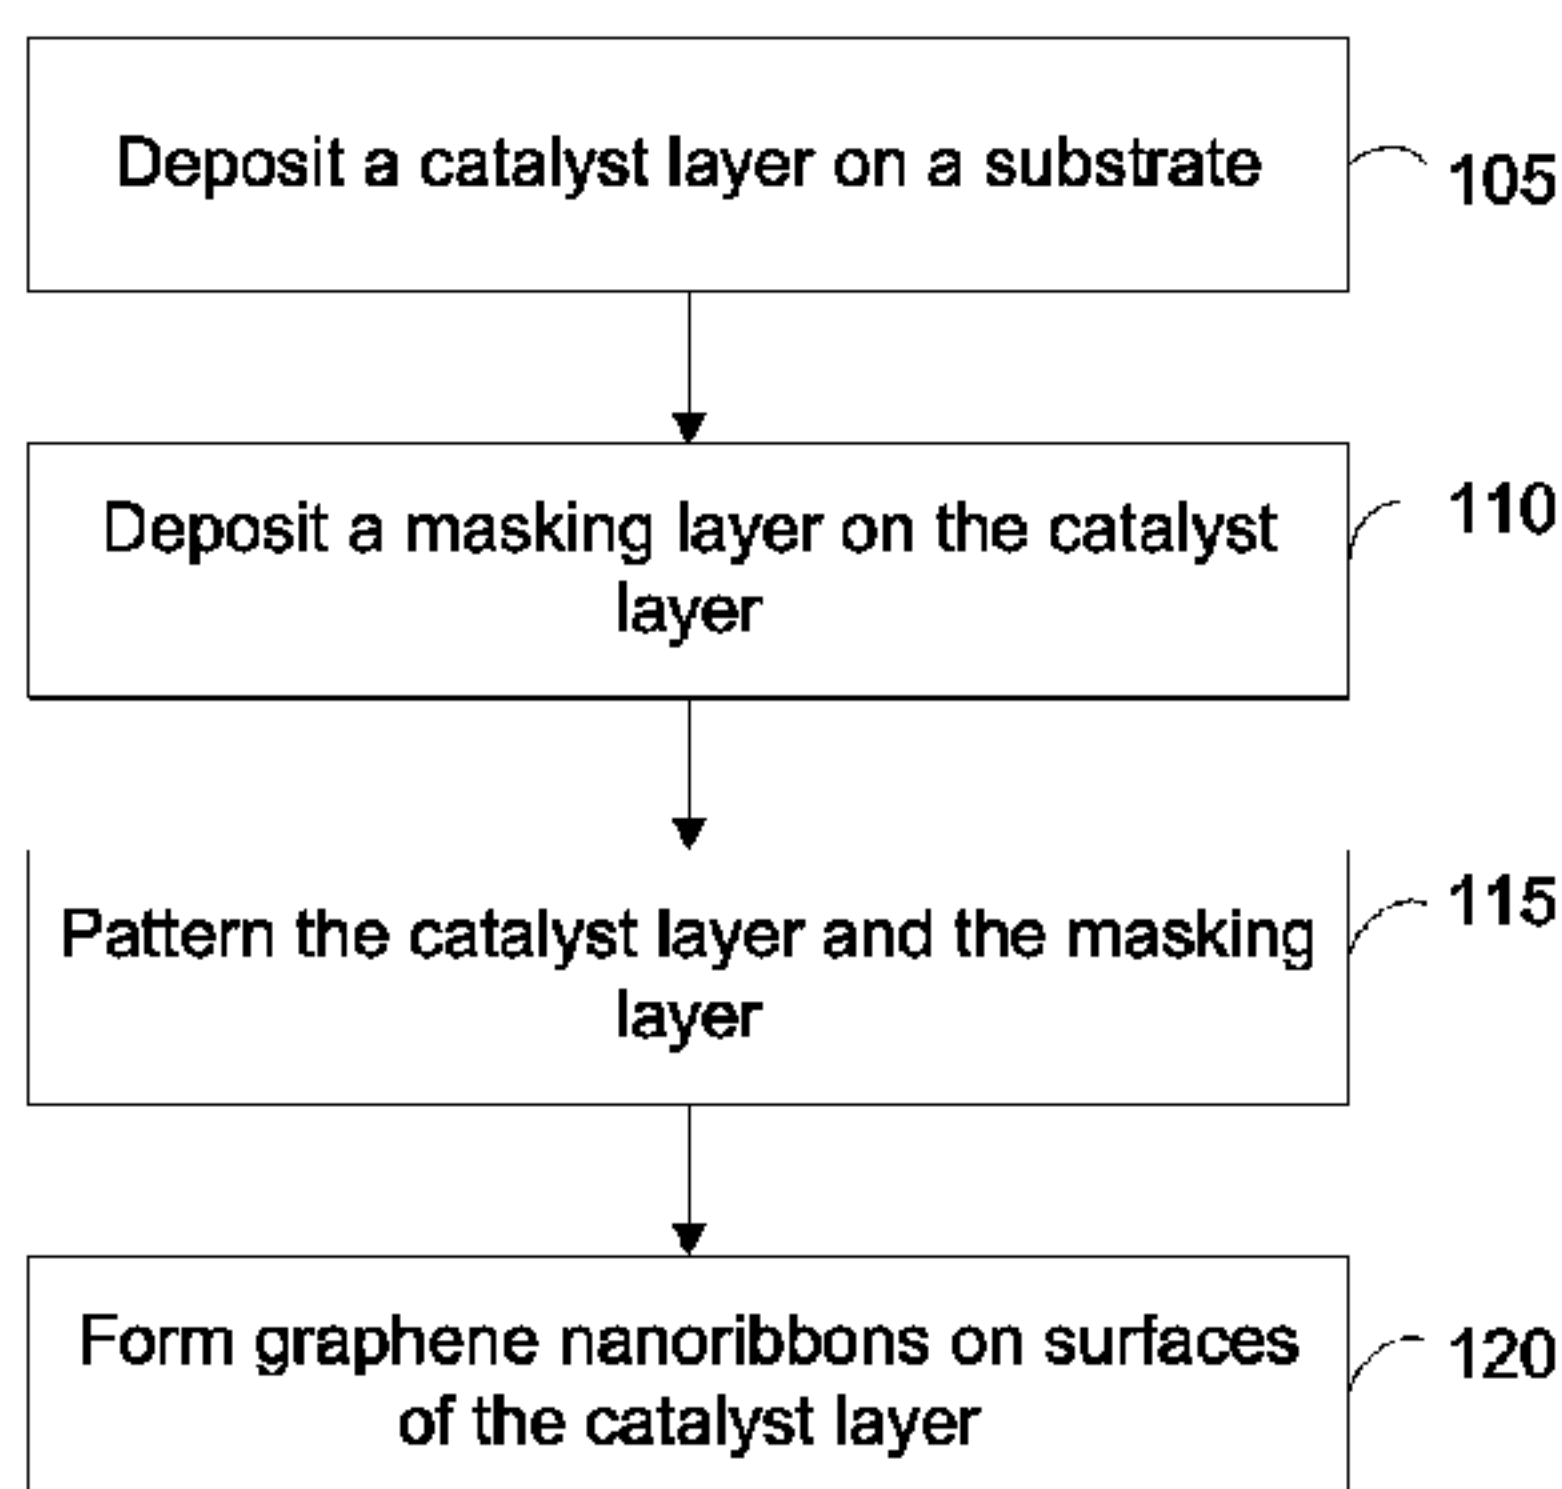 Deposit a catalyst layer on a substrate
105
Deposit a masking layer on the catalyst
layer
110
Pattern the catalyst layer and the masking
layer
115
Form graphene nanoribbons on surfaces
of the catalyst layer
120